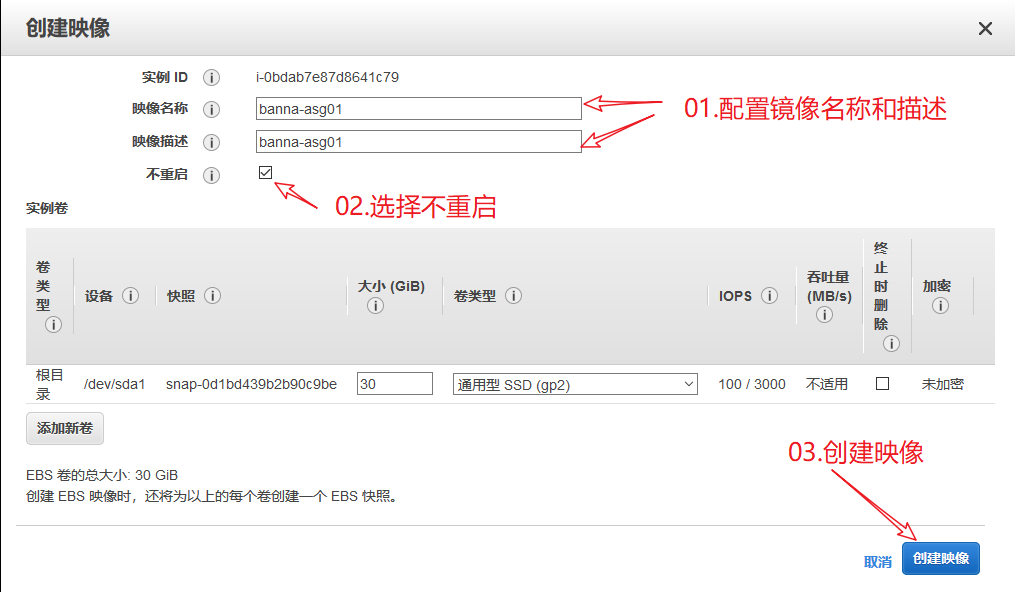 创建映像
实例 ID i-0bdab7e87d8641c79
映像名称 banna-asg01
01.配置镜像名称和描述
映像描述 banna-asg01
不重启
02.选择不重启
实例卷
卷类型 设备 快照 大小 (GiB) 卷类型 IOPS 吞吐量 (MB/s) 终止时删除 加密
根目录 /dev/sda1 snap-0d1bd439b2b90c9be 30 通用型 SSD (gp2) 100 / 3000 不适用 未加密
添加新卷
03.创建映像
EBS 卷的总大小: 30 GiB
创建 EBS 映像时，还将为以上的每个卷创建一个 EBS 快照。
取消 创建映像